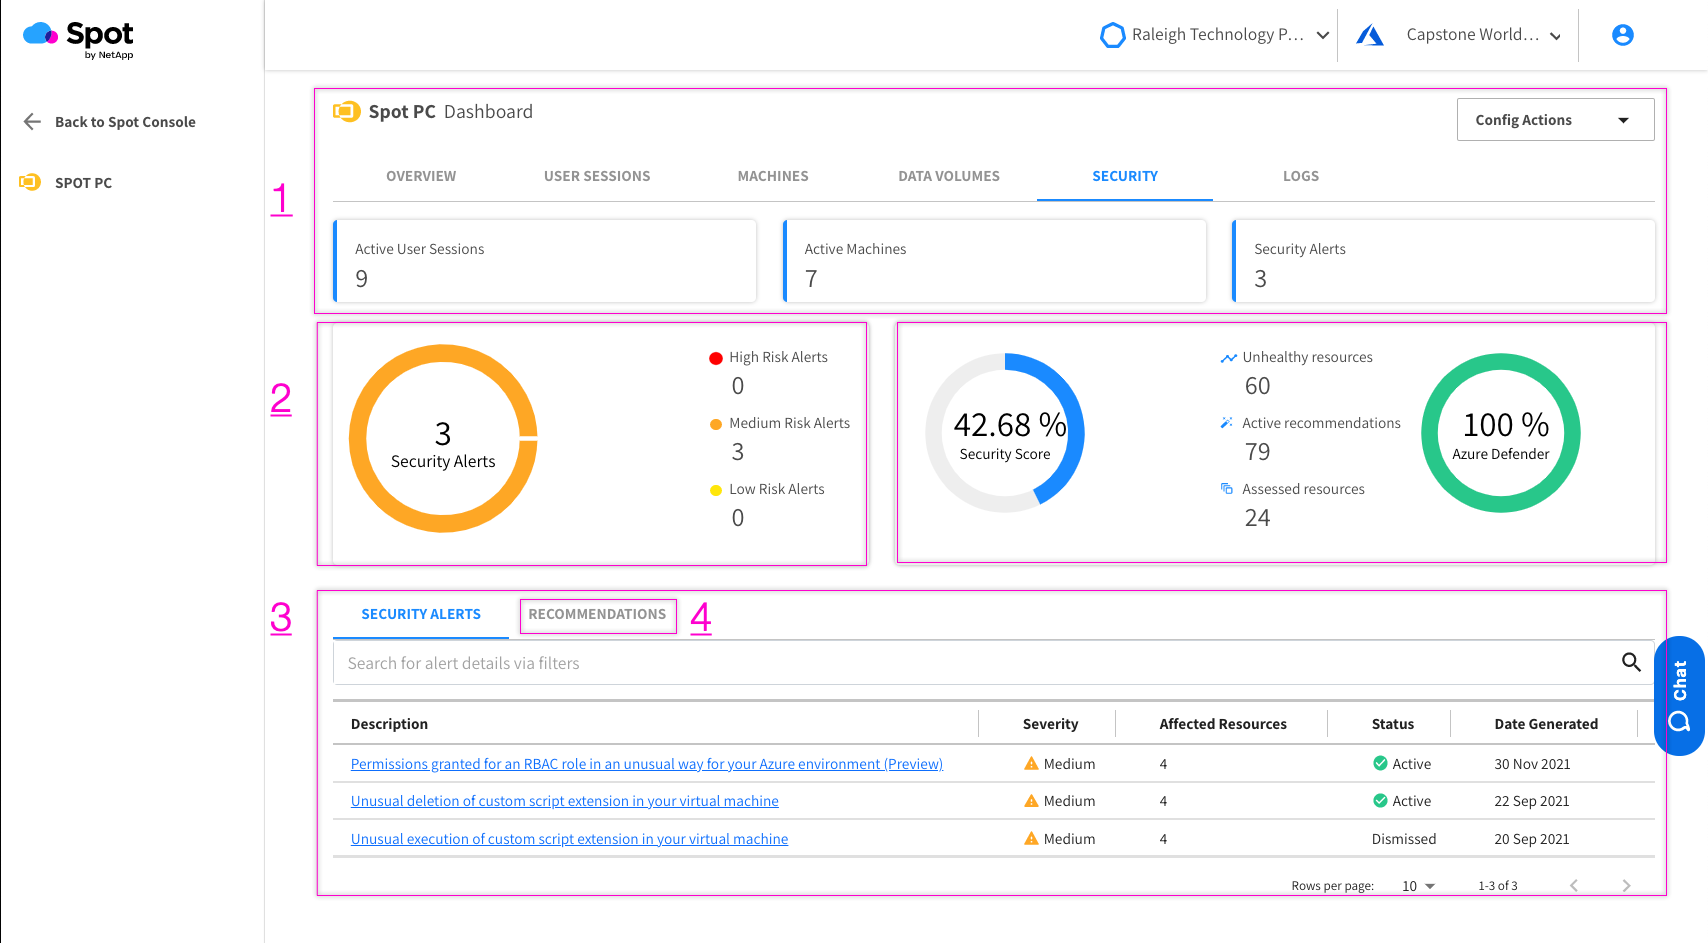 Spot
by NetApp
Raleigh Technology P...
Capstone World...
Back to Spot Console
SPOT PC
1
Spot PC Dashboard
Config Actions
OVERVIEW
USER SESSIONS
MACHINES
DATA VOLUMES
SECURITY
LOGS
Active User Sessions
9
Active Machines
7
Security Alerts
3
2
3
Security Alerts
High Risk Alerts
0
Medium Risk Alerts
3
Low Risk Alerts
0
42.68 %
Security Score
Unhealthy resources
60
Active recommendations
79
Assessed resources
24
100 %
Azure Defender
3
SECURITY ALERTS
RECOMMENDATIONS
4
Search for alert details via filters
Chat
Description Severity Affected Resources Status Date Generated
Permissions granted for an RBAC role in an unusual way for your Azure environment (Preview) Medium 4 Active 30 Nov 2021
Unusual deletion of custom script extension in your virtual machine Medium 4 Active 22 Sep 2021
Unusual execution of custom script extension in your virtual machine Medium 4 Dismissed 20 Sep 2021
Rows per page: 10 1-3 of 3